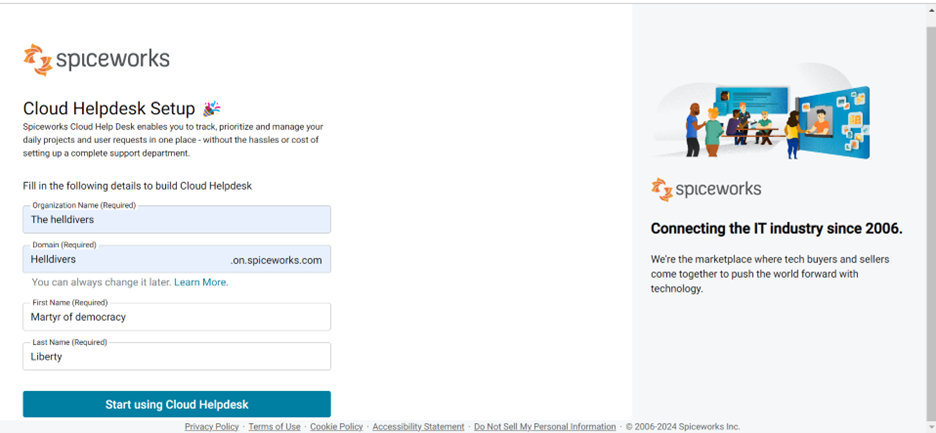 spiceworks
Cloud Helpdesk Setup
Spiceworks Cloud Help Desk enables you to track, prioritize and manage your
daily projects and user requests in one place - without the hassles or cost of
setting up a complete support department.
Fill in the following details to build Cloud Helpdesk
Organization Name (Required)
The helldivers
Domain (Required)
Helldivers .on.spiceworks.com
You can always change it later. Learn More.
First Name (Required)
Martyr of democracy
Last Name (Required)
Liberty
Start using Cloud Helpdesk
spiceworks
Connecting the IT industry since 2006.
We're the marketplace where tech buyers and sellers
come together to push the world forward with
technology.
Privacy Policy · Terms of Use · Cookie Policy · Accessibility Statement · Do Not Sell My Personal Information · © 2006-2024 Spiceworks Inc.